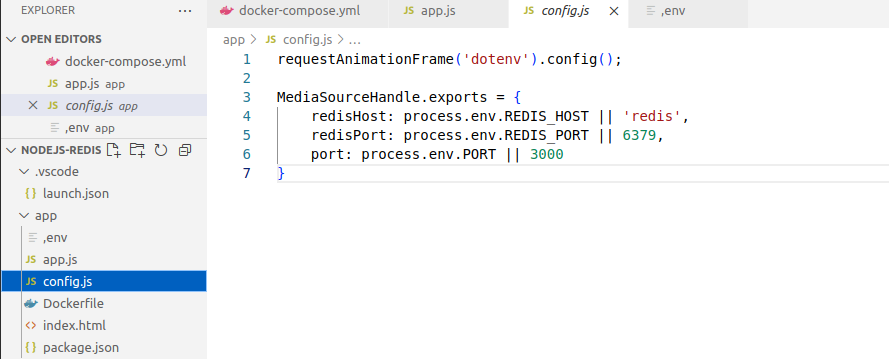 EXPLORER ...
docker-compose.yml app.js config.js ,env
OPEN EDITORS
docker-compose.yml
JS app.js app
JS config.js app
,env app
NODEJS-REDIS
.vscode
{} launch.json
app
,env
JS app.js
JS config.js
Dockerfile
<> index.html
{} package.json
app > JS config.js > ...
1 requestAnimationFrame('dotenv').config();
2
3 MediaSourceHandle.exports = {
4 redisHost: process.env.REDIS_HOST || 'redis',
5 redisPort: process.env.REDIS_PORT || 6379,
6 port: process.env.PORT || 3000
7 }